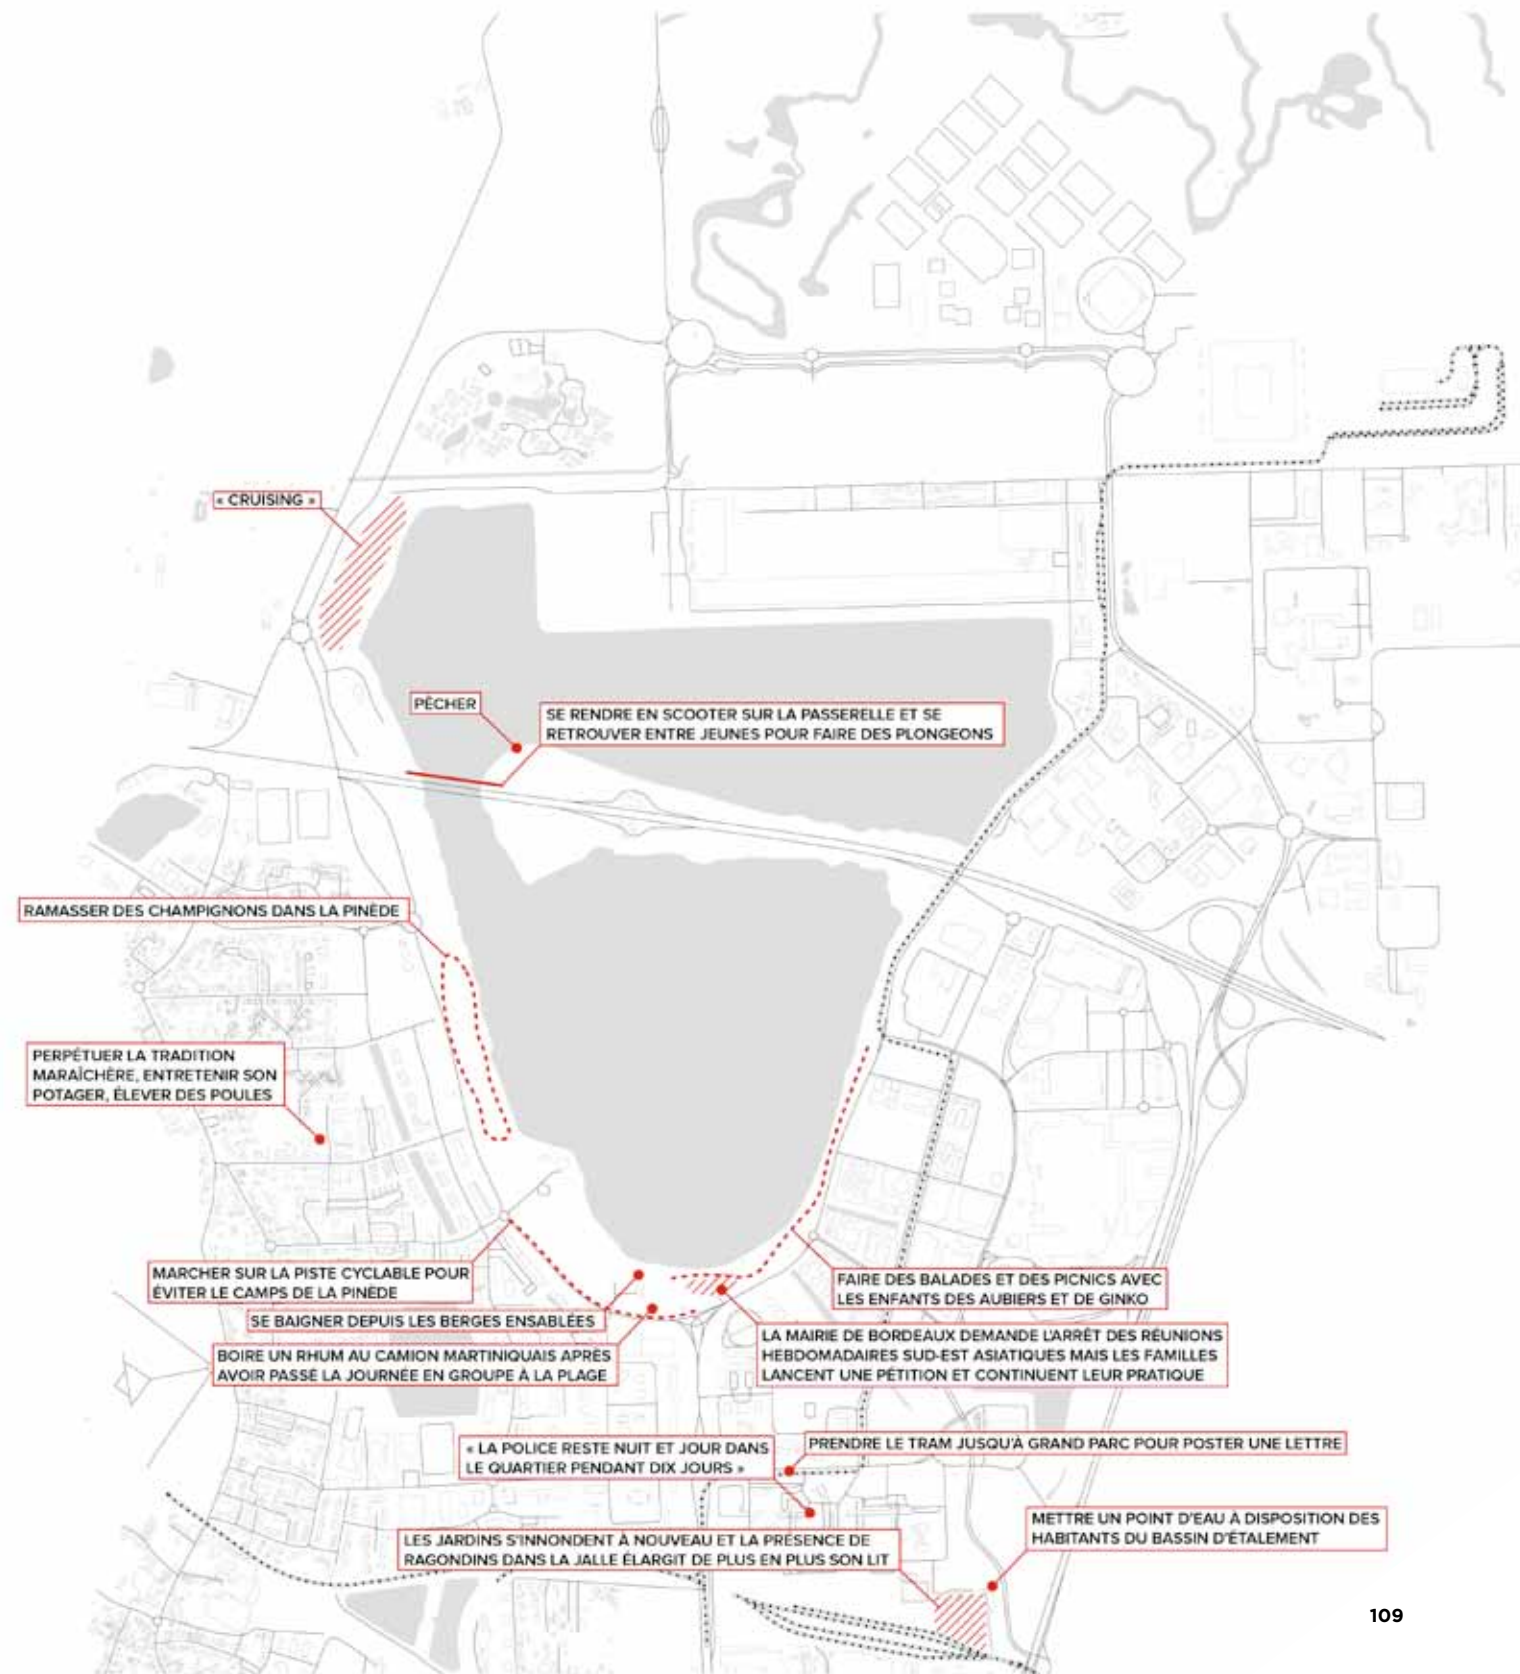 « CRUISING »
PÊCHER
SE RENDRE EN SCOOTER SUR LA PASSERELLE ET SE
RETROUVER ENTRE JEUNES POUR FAIRE DES PLONGEONS
RAMASSER DES CHAMPIGNONS DANS LA PINÈDE
PERPÉTUER LA TRADITION
MARAÎCHÈRE, ENTRETENIR SON
POTAGER, ÉLEVER DES POULES
MARCHER SUR LA PISTE CYCLABLE POUR
ÉVITER LE CAMPS DE LA PINÈDE
FAIRE DES BALADES ET DES PICNICS AVEC
LES ENFANTS DES AUBIERS ET DE GINKO
SE BAIGNER DEPUIS LES BERGES ENSABLÉES
BOIRE UN RHUM AU CAMION MARTINIQUAIS APRÈS
AVOIR PASSÉ LA JOURNÉE EN GROUPE À LA PLAGE
LA MAIRIE DE BORDEAUX DEMANDE L'ARRÊT DES RÉUNIONS
HEBDOMADAIRES SUD-EST ASIATIQUES MAIS LES FAMILLES
LANCENT UNE PÉTITION ET CONTINUENT LEUR PRATIQUE
« LA POLICE RESTE NUIT ET JOUR DANS
LE QUARTIER PENDANT DIX JOURS »
PRENDRE LE TRAM JUSQU'À GRAND PARC POUR POSTER UNE LETTRE
METTRE UN POINT D'EAU À DISPOSITION DES
HABITANTS DU BASSIN D'ÉTALEMENT
LES JARDINS S'INNONDENT À NOUVEAU ET LA PRÉSENCE DE
RAGONDINS DANS LA JALLE ÉLARGIT DE PLUS EN PLUS SON LIT
109